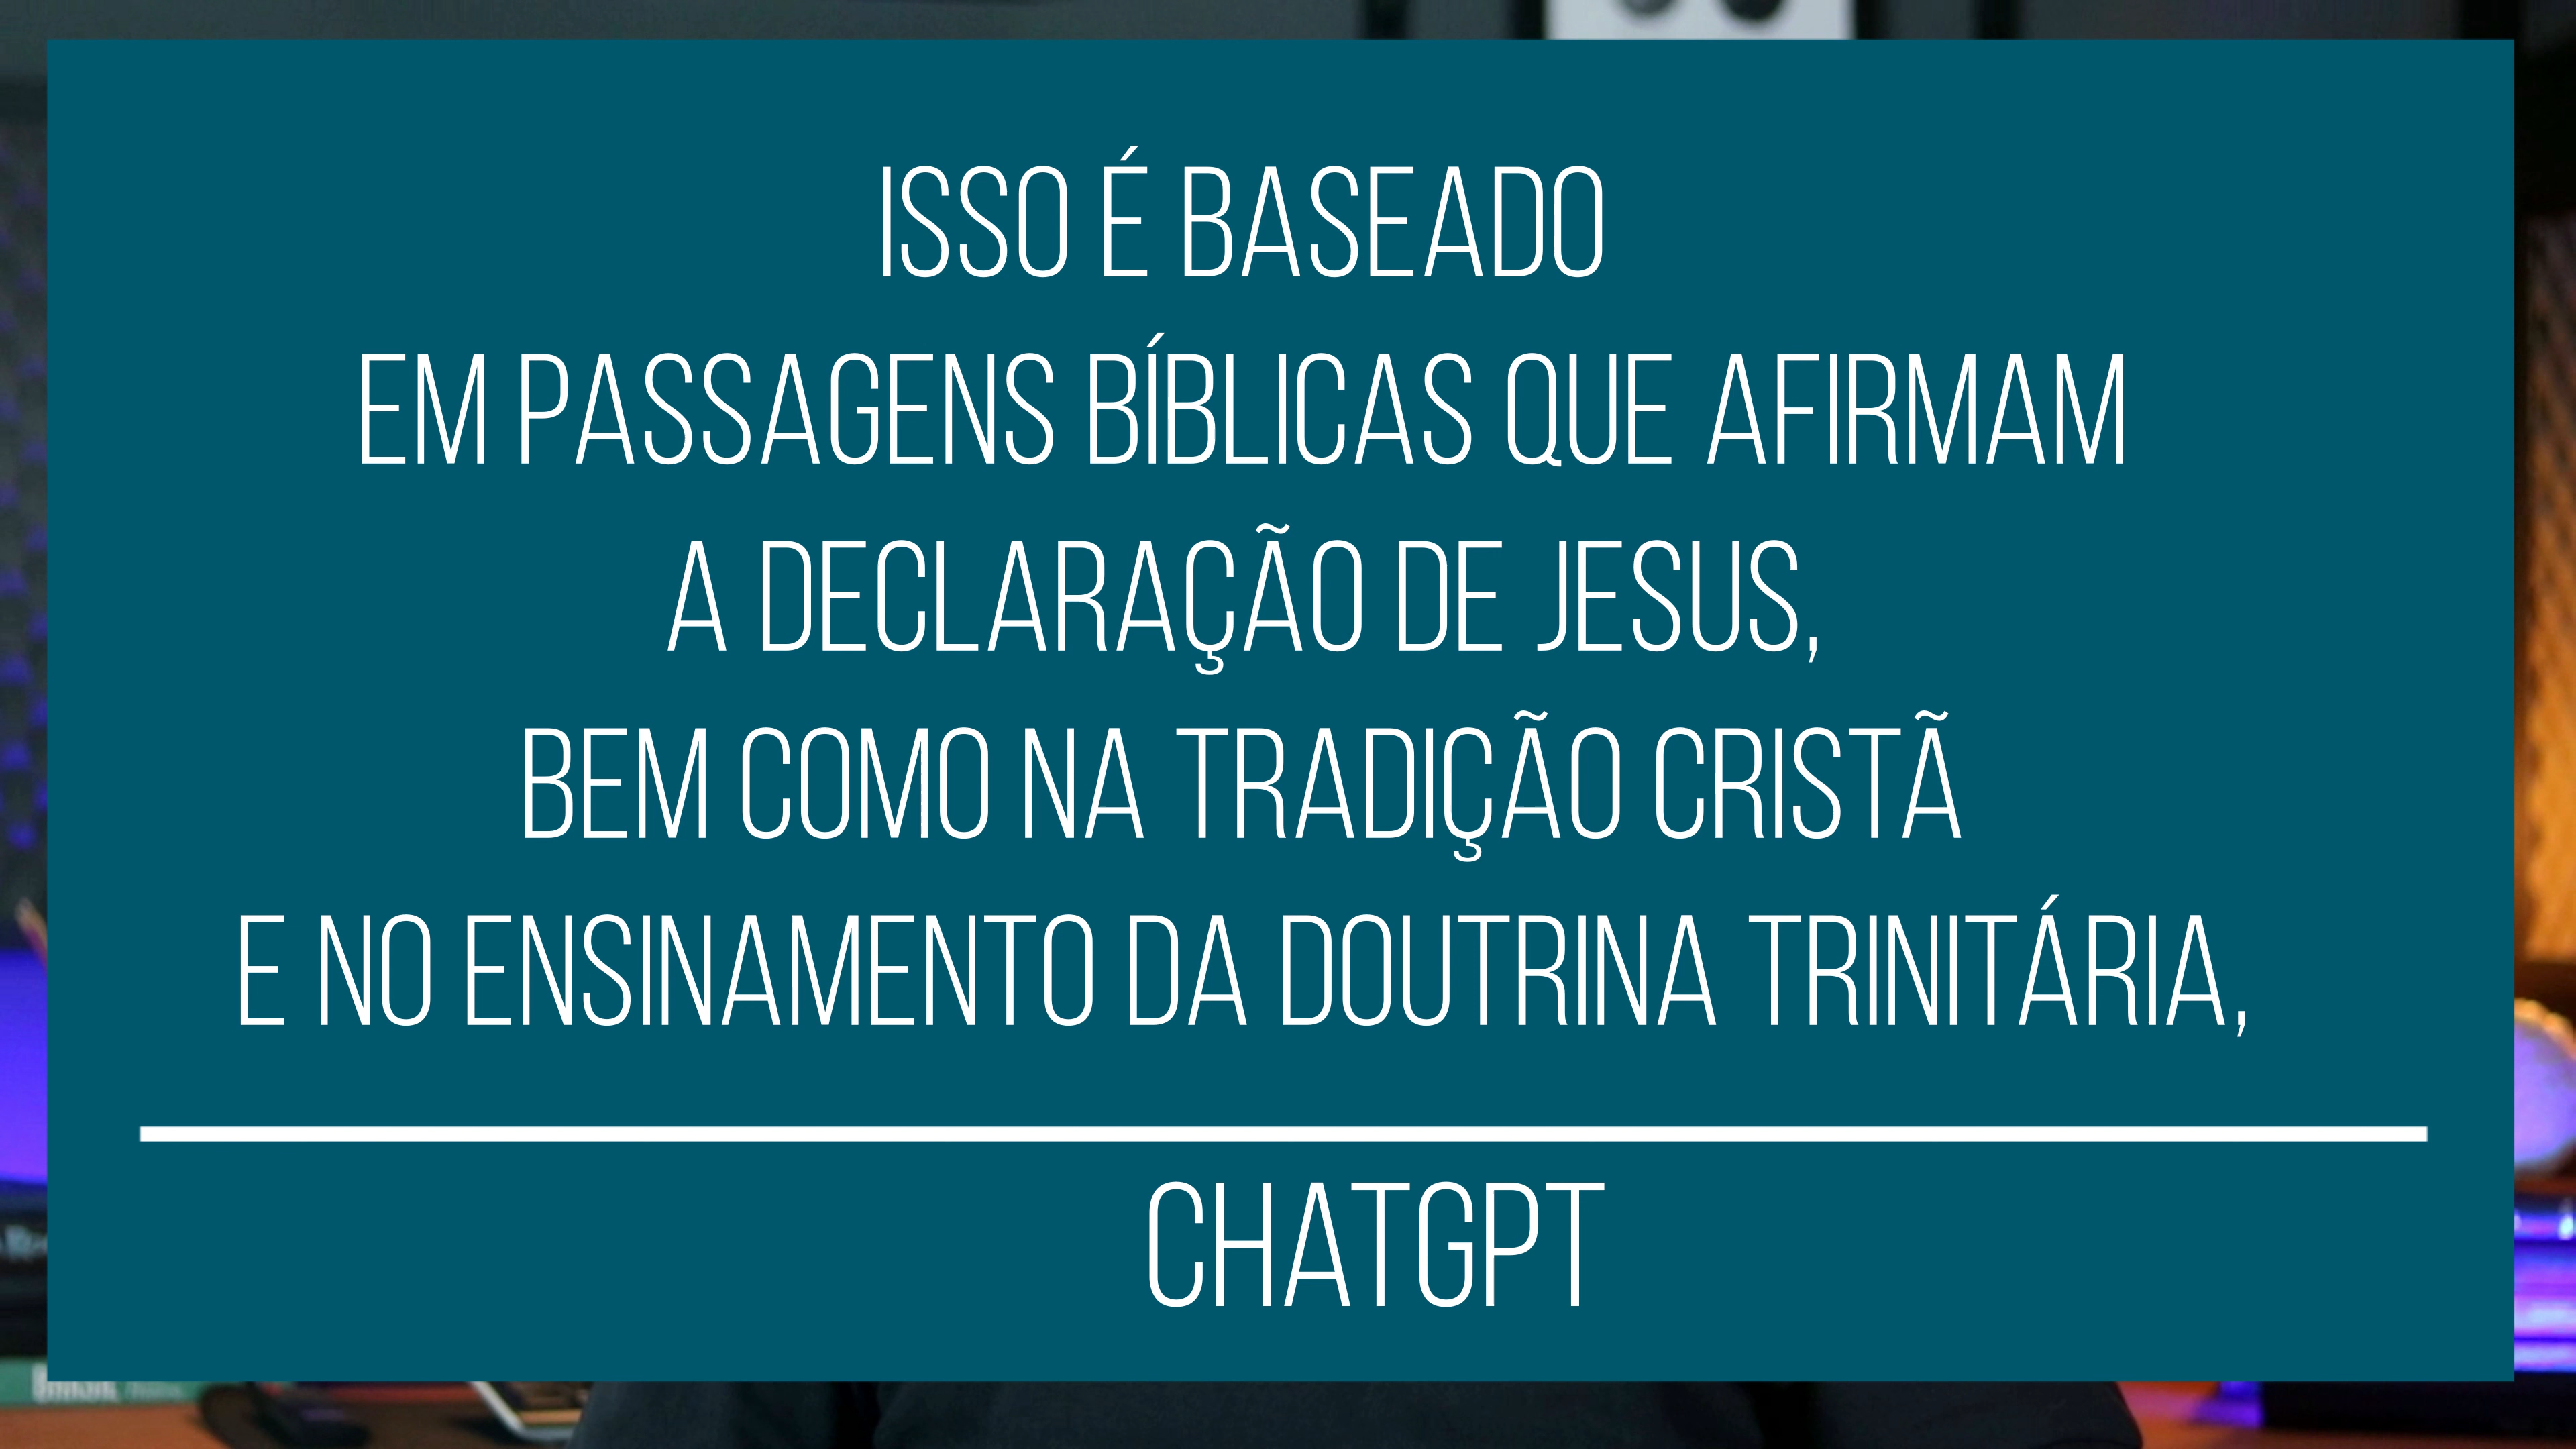 ISSO É BASEADO
EM PASSAGENS BÍBLICAS QUE AFIRMAM
A DECLARAÇÃO DE JESUS,
BEM COMO NA TRADIÇÃO CRISTÃ
E NO ENSINAMENTO DA DOUTRINA TRINITÁRIA,
CHATGPT